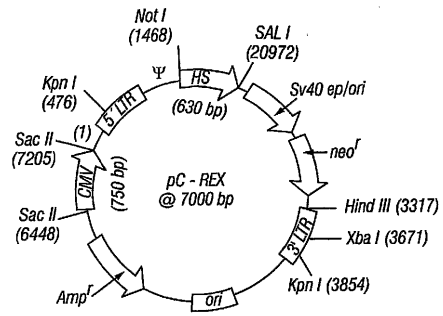 Not I
(1468)
SAL I
(20972)
HS
Ψ
(630 bp)
Sv40 ep/ori
Kpn I
(476)
5' LTR
(1)
neor
Sac II
(7205)
CMV
(750 bp)
pC - REX
@ 7000 bp
Sac II
(6448)
Hind III (3317)
3' LTR
Xba I (3671)
Kpn I (3854)
Ampr
ori